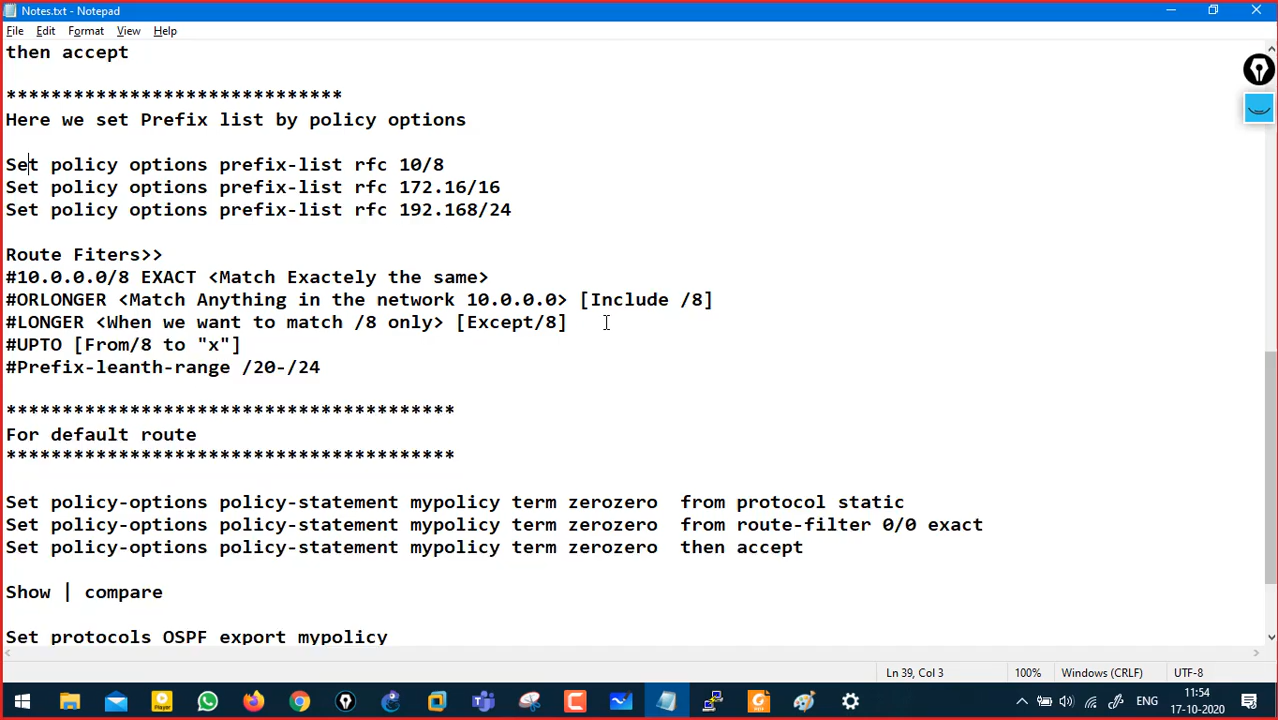 Notes.txt - Notepad
File Edit Format View Help
then accept
******************************
Here we set Prefix list by policy options
Set policy options prefix-list rfc 10/8
Set policy options prefix-list rfc 172.16/16
Set policy options prefix-list rfc 192.168/24
Route Fiters>>
#10.0.0.0/8 EXACT <Match Exactely the same>
#ORLONGER <Match Anything in the network 10.0.0.0> [Include /8]
#LONGER <When we want to match /8 only> [Except/8]
#UPTO [From/8 to "x"]
#Prefix-leanth-range /20-/24
****************************************
For default route
****************************************
Set policy-options policy-statement mypolicy term zerozero  from protocol static
Set policy-options policy-statement mypolicy term zerozero  from route-filter 0/0 exact
Set policy-options policy-statement mypolicy term zerozero  then accept
Show | compare
Set protocols OSPF export mypolicy
Ln 39, Col 3 100% Windows (CRLF) UTF-8
ENG 11:54
17-10-2020